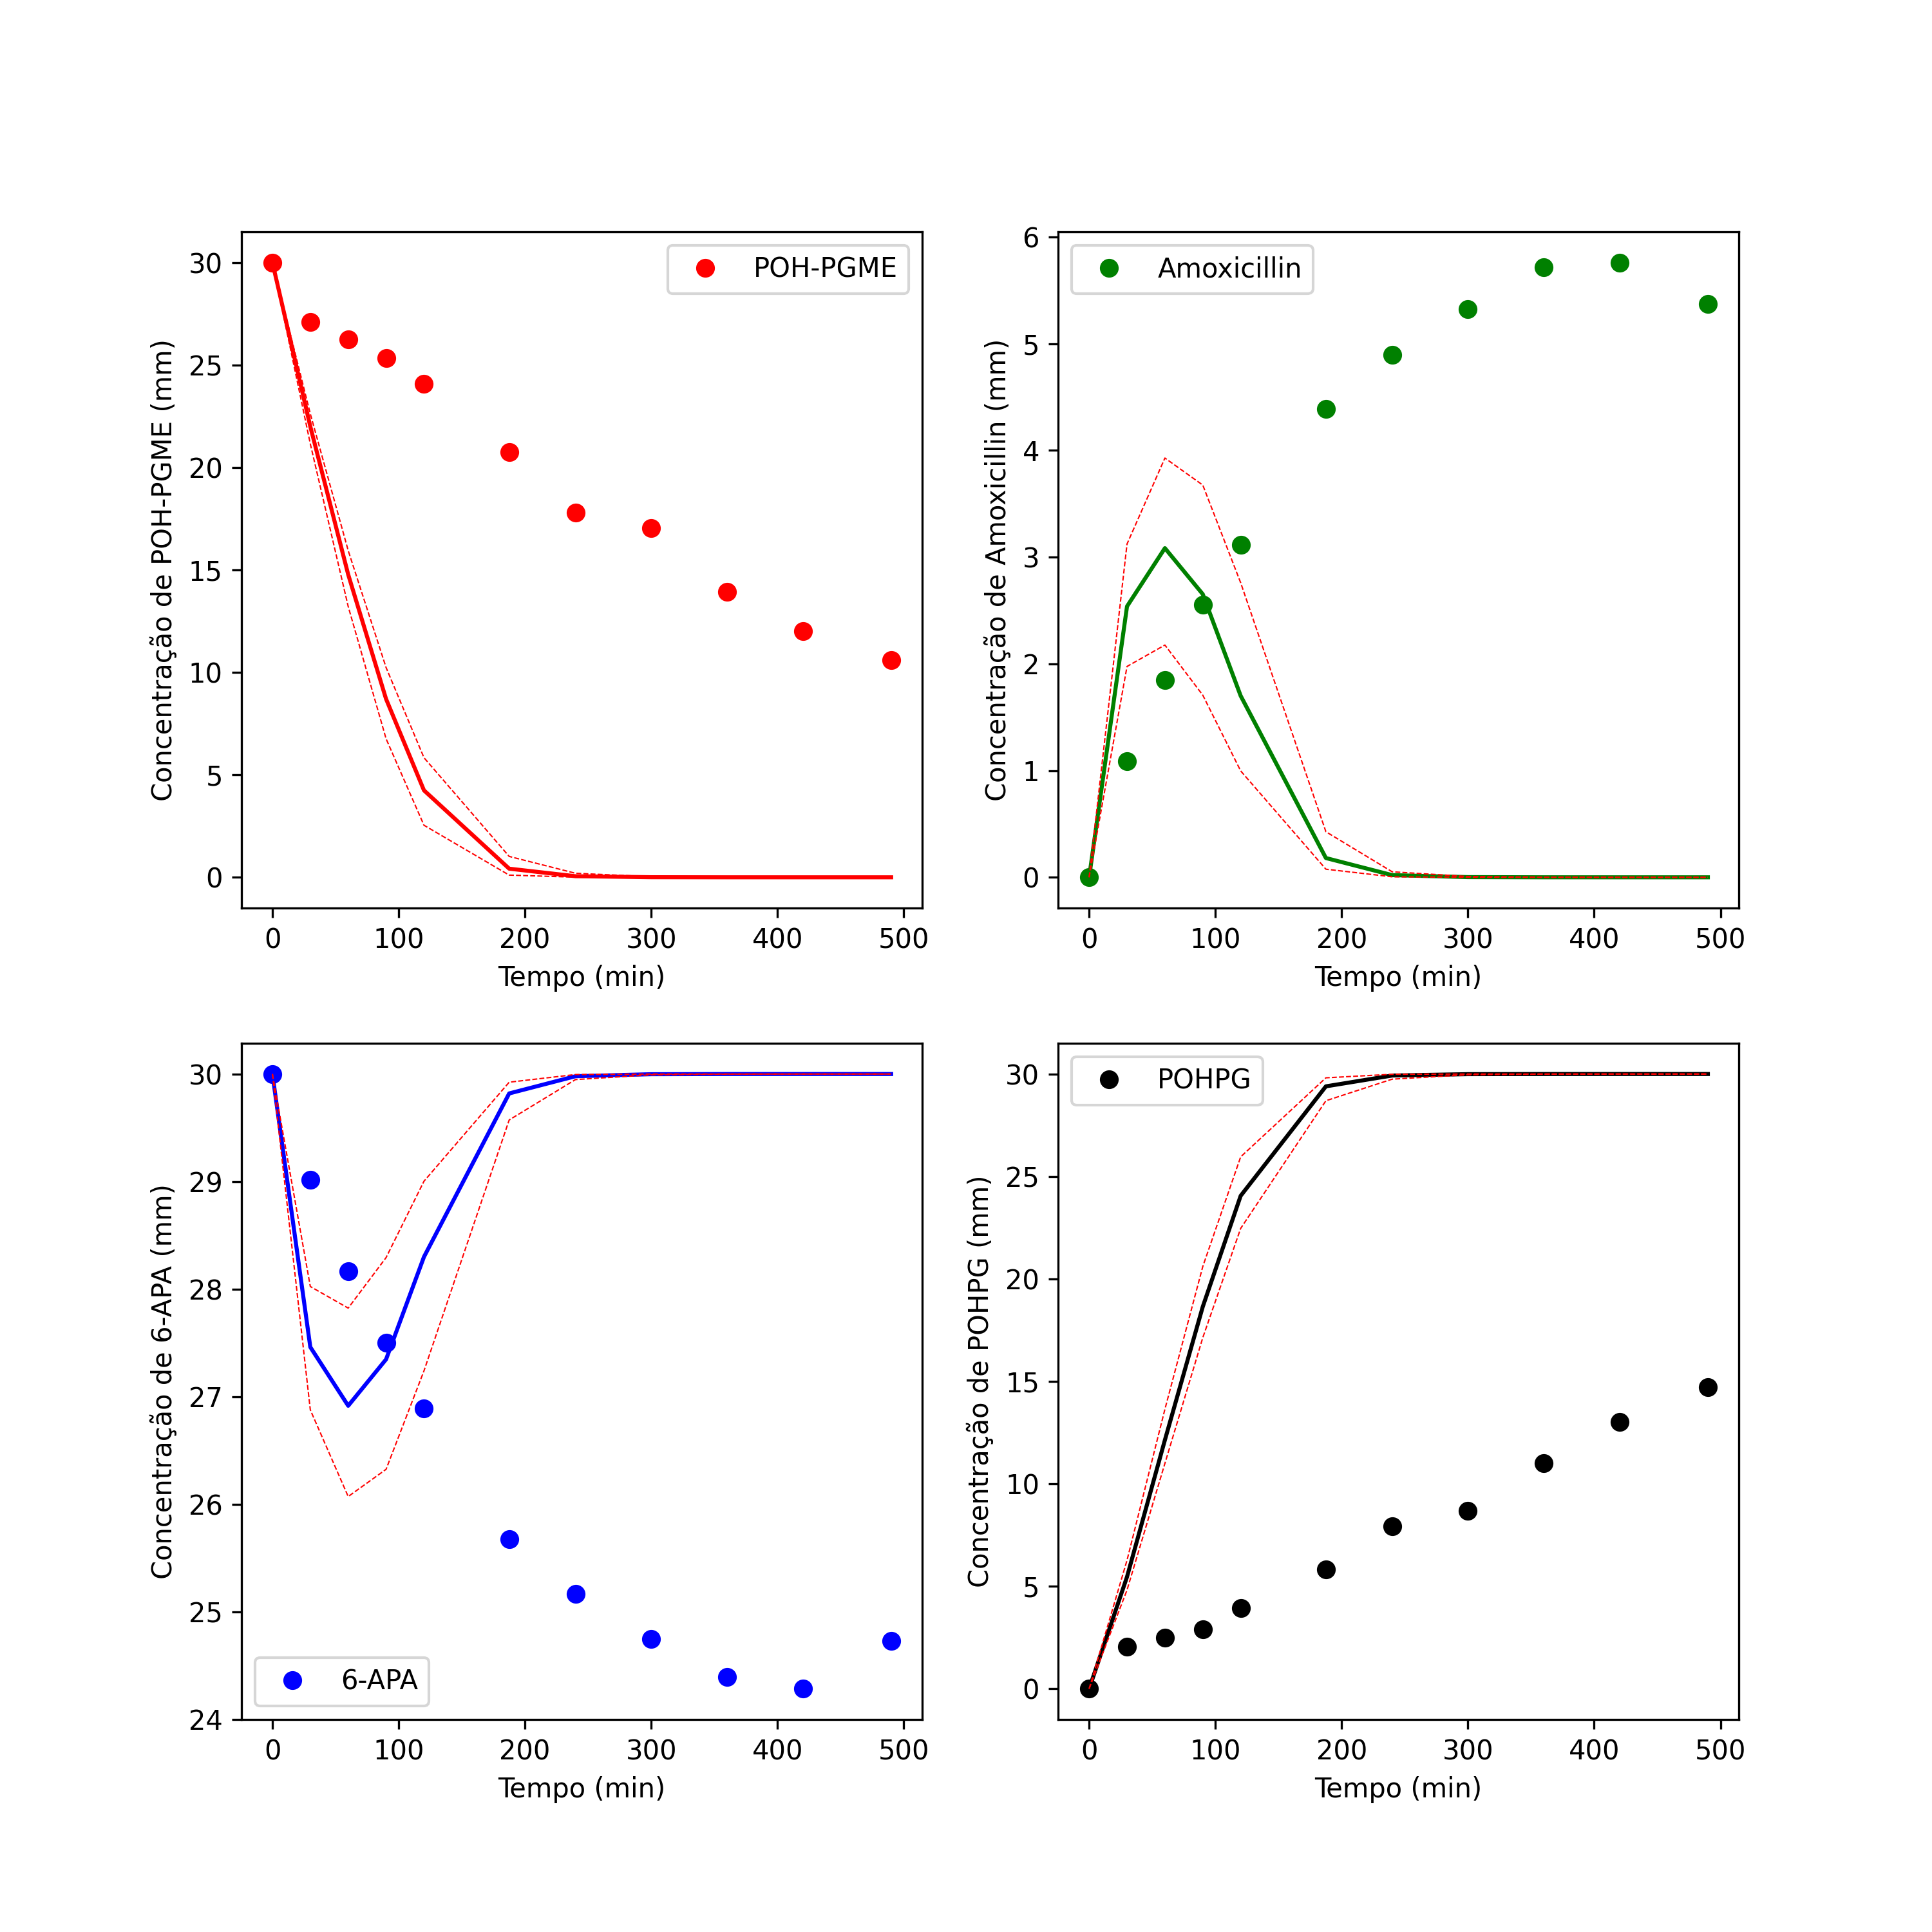 POH-PGME
30
25
20
15
10
5
0
Concentração de POH-PGME (mm)
0 100 200 300 400 500
Tempo (min)
Amoxicillin
6
5
4
3
2
1
0
Concentração de Amoxicillin (mm)
0 100 200 300 400 500
Tempo (min)
30
29
28
27
26
25
24
Concentração de 6-APA (mm)
6-APA
0 100 200 300 400 500
Tempo (min)
POHPG
30
25
20
15
10
5
0
Concentração de POHPG (mm)
0 100 200 300 400 500
Tempo (min)